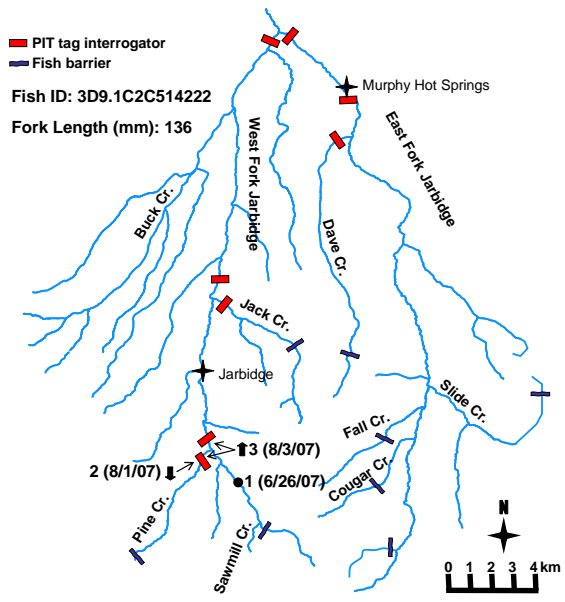 PIT tag interrogator
Fish barrier
Fish ID: 3D9.1C2C514222
Fork Length (mm): 136
Murphy Hot Springs
West Fork Jarbidge
East Fork Jarbidge
Buck Cr.
Dave Cr.
Jack Cr.
Jarbidge
Slide Cr.
Fall Cr.
Cougar Cr.
3 (8/3/07)
2 (8/1/07)
1 (6/26/07)
Pine Cr.
Sawmill Cr.
N
0 1 2 3 4 km